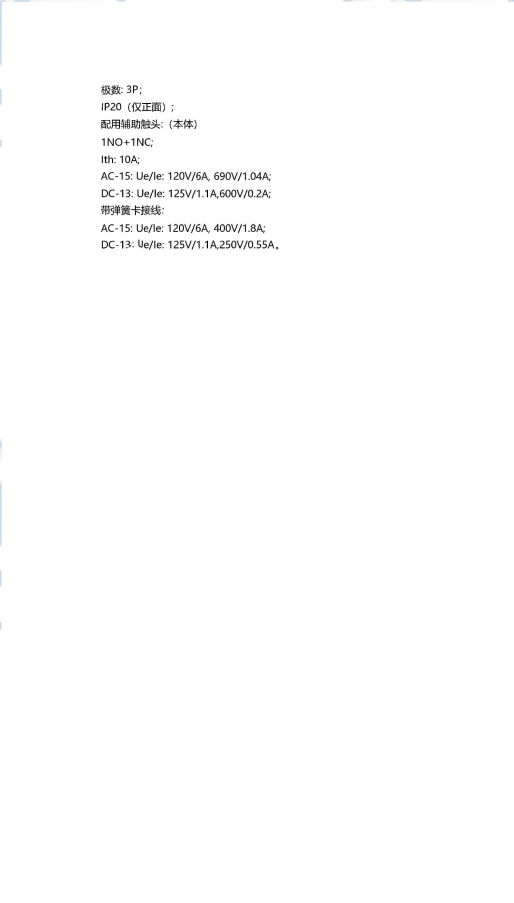 极数: 3P;
IP20（仅正面）;
配用辅助触头:（本体）
1NO+1NC;
Ith: 10A;
AC-15: Ue/Ie: 120V/6A, 690V/1.04A;
DC-13: Ue/Ie: 125V/1.1A,600V/0.2A;
带弹簧卡接线:
AC-15: Ue/Ie: 120V/6A, 400V/1.8A;
DC-13: Ue/Ie: 125V/1.1A,250V/0.55A。